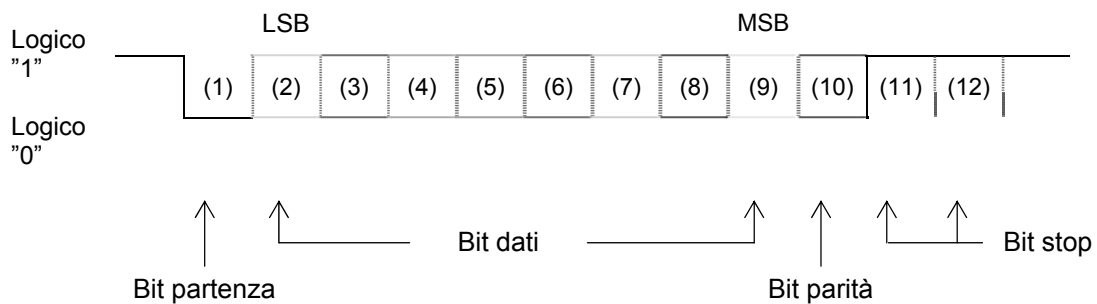 LSB MSB
Logico
"1"
(1) (2) (3) (4) (5) (6) (7) (8) (9) (10) (11) (12)
Logico
"0"
Bit dati Bit stop
Bit partenza Bit parità